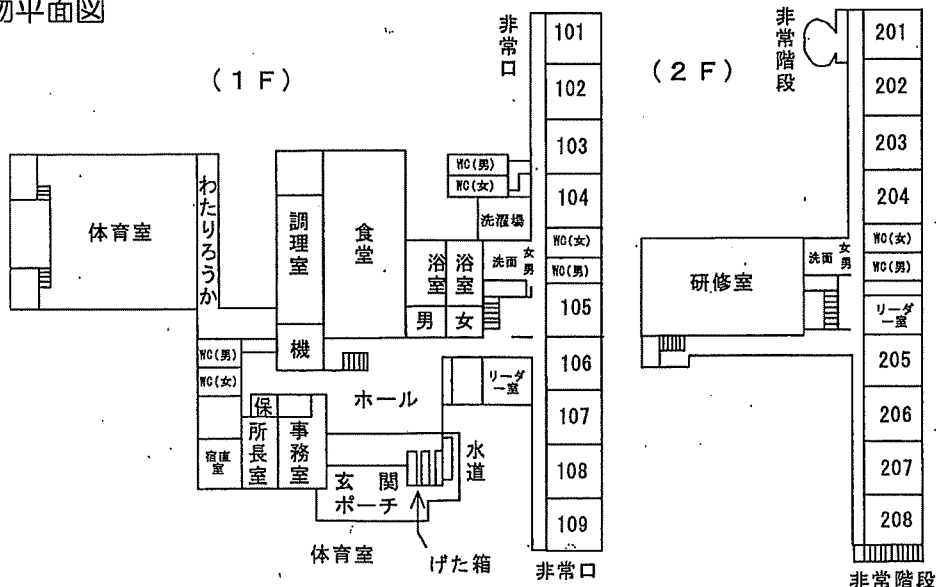 物平面図
(1F)
(2F)
体育室
わたりろうか
調理室
食堂
機
浴室
浴室
男
女
WC(男)
WC(女)
洗濯場
洗面
女
男
非常口
101
102
103
104
WC(女)
WC(男)
105
106
107
108
109
非常口
WC(男)
WC(女)
宿直室
保
所長室
事務室
ホール
リーダー室
水道
玄関
ポーチ
げた箱
体育室
非常階段
201
202
203
204
WC(女)
WC(男)
リーダー室
205
206
207
208
研修室
洗面
女
男
非常階段